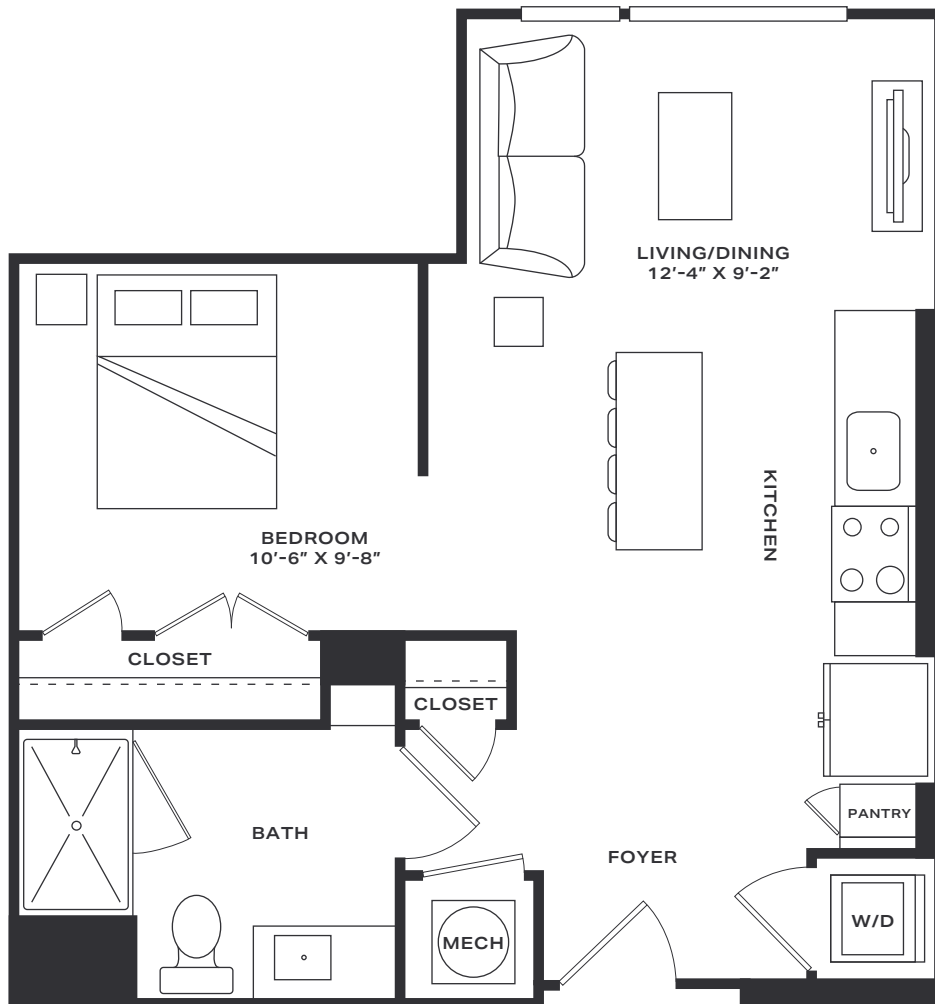 LIVING/DINING
12’-4” X 9’-2”
KITCHEN
BEDROOM
10’-6” X 9’-8”
CLOSET
CLOSET
BATH
FOYER
PANTRY
W/D
MECH